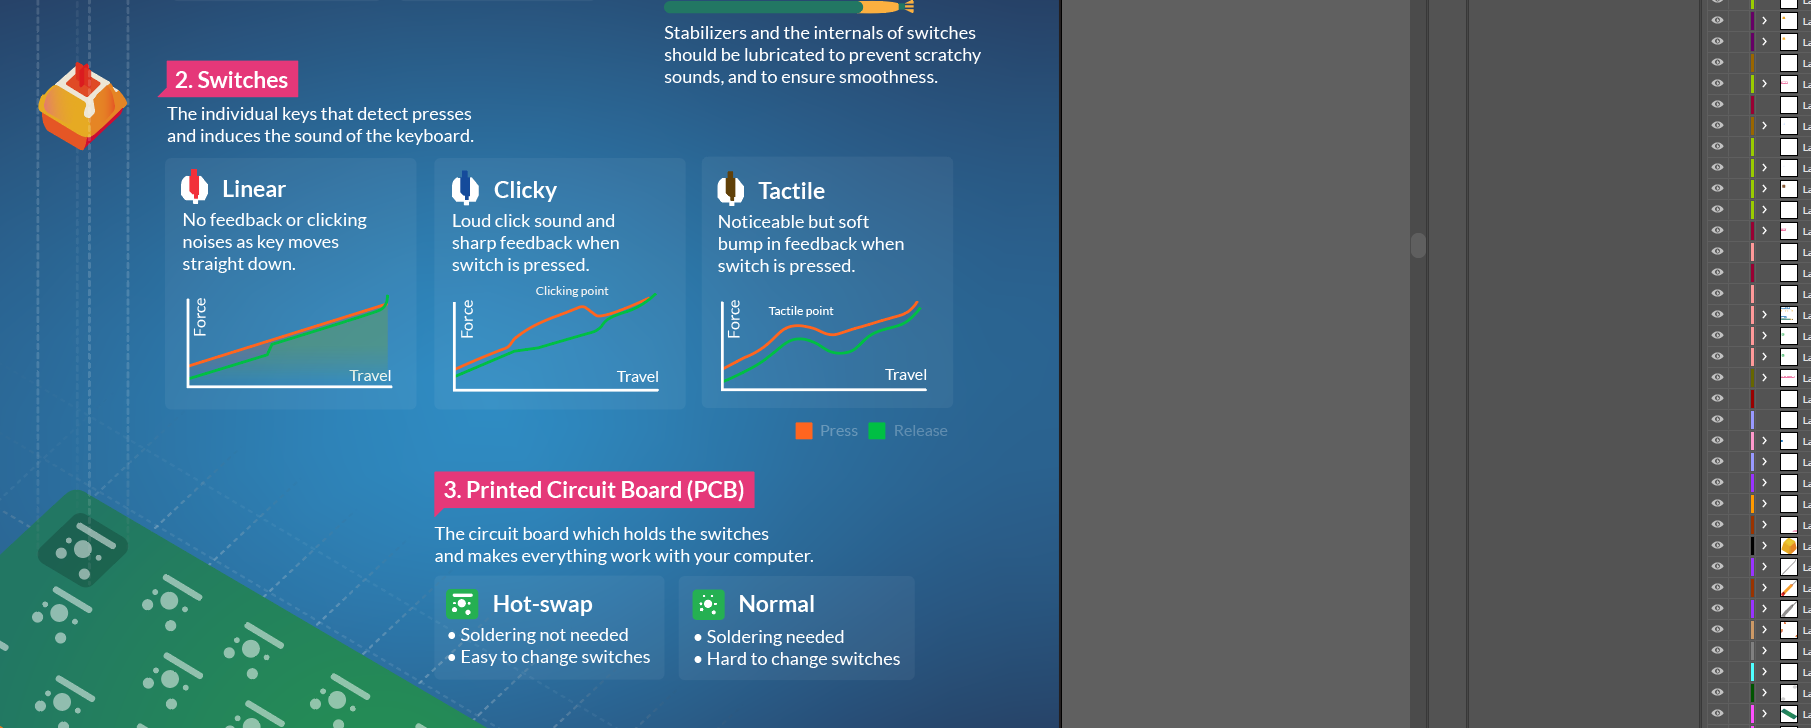 Stabilizers and the internals of switches
should be lubricated to prevent scratchy
sounds, and to ensure smoothness.
2. Switches
The individual keys that detect presses
and induces the sound of the keyboard.
Linear
No feedback or clicking
noises as key moves
straight down.
Force
Travel
Clicky
Loud click sound and
sharp feedback when
switch is pressed.
Clicking point
Force
Travel
Tactile
Noticeable but soft
bump in feedback when
switch is pressed.
Tactile point
Force
Travel
Press
Release
3. Printed Circuit Board (PCB)
The circuit board which holds the switches
and makes everything work with your computer.
Hot-swap
• Soldering not needed
• Easy to change switches
Normal
• Soldering needed
• Hard to change switches